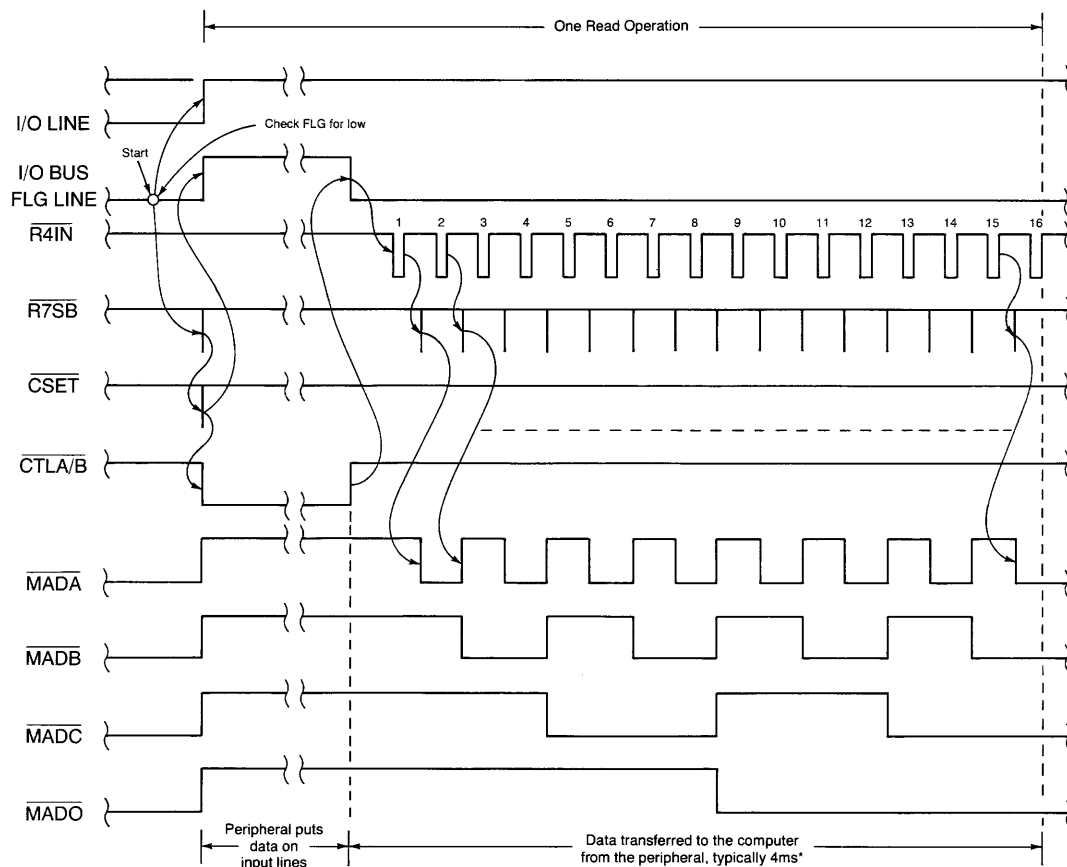 One Read Operation
I/O LINE
Check FLG for low
Start
I/O BUS
FLG LINE
R4IN
1 2 3 4 5 6 7 8 9 10 11 12 13 14 15 16
R7SB
CSET
CTLA/B
MADA
MADB
MADC
MADO
Peripheral puts
data on
input lines
Data transferred to the computer
from the peripheral, typically 4ms*